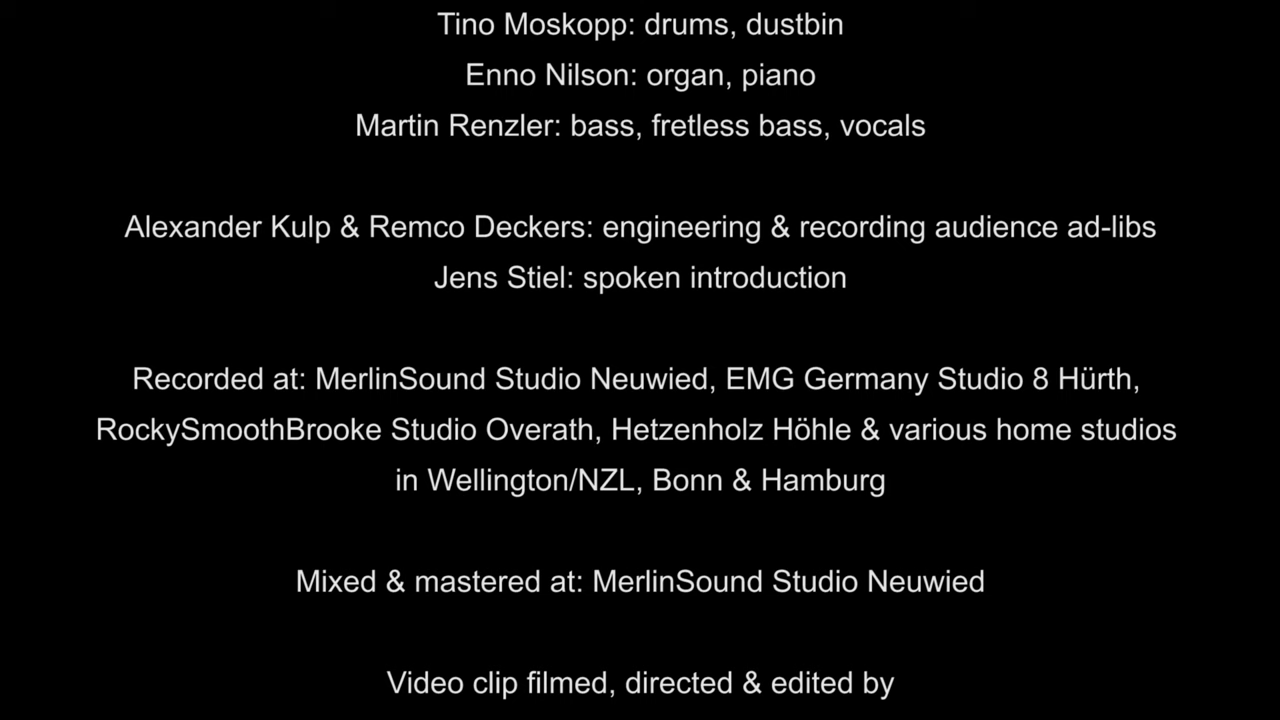 Tino Moskopp: drums, dustbin
Enno Nilson: organ, piano
Martin Renzler: bass, fretless bass, vocals
Alexander Kulp & Remco Deckers: engineering & recording audience ad-libs
Jens Stiel: spoken introduction
Recorded at: MerlinSound Studio Neuwied, EMG Germany Studio 8 Hürth,
RockySmoothBrooke Studio Overath, Hetzenholz Höhle & various home studios
in Wellington/NZL, Bonn & Hamburg
Mixed & mastered at: MerlinSound Studio Neuwied
Video clip filmed, directed & edited by